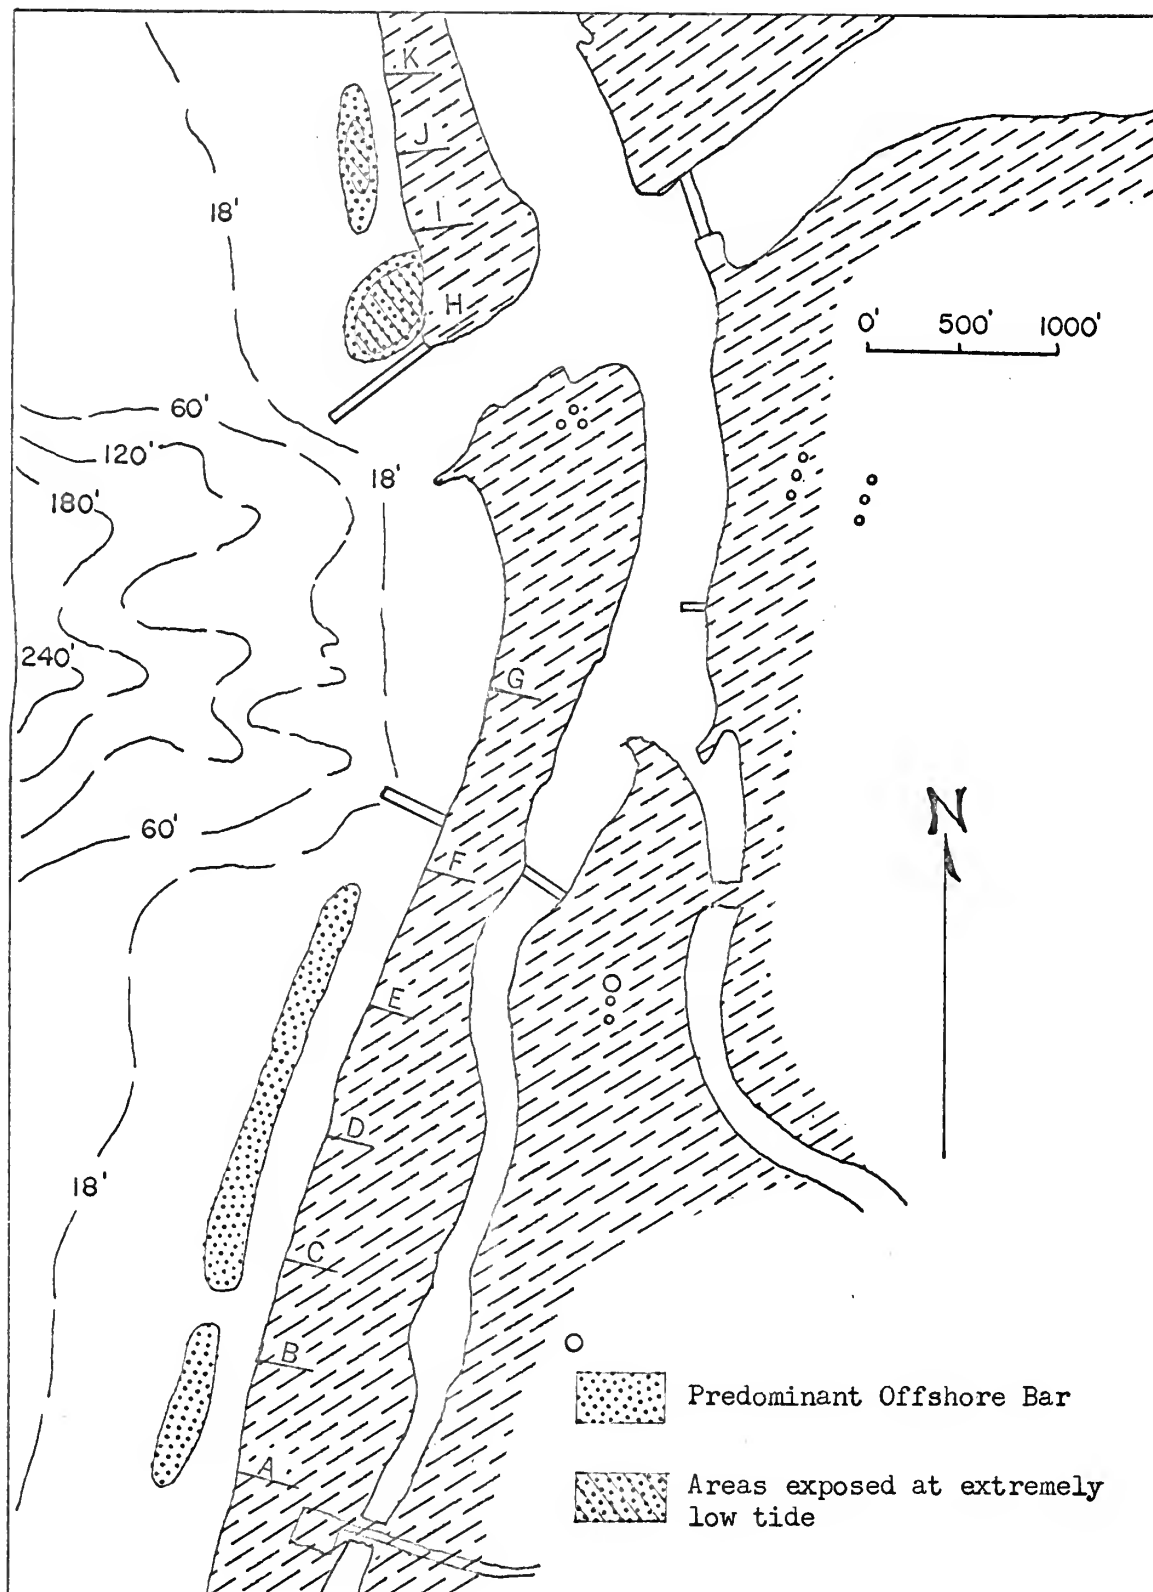 K
J
18'
I
H
0' 500' 1000'
60'
120'
18'
180'
240'
G
N
60'
F
E
D
18'
C
B
Predominant Offshore Bar
A
Areas exposed at extremely
low tide